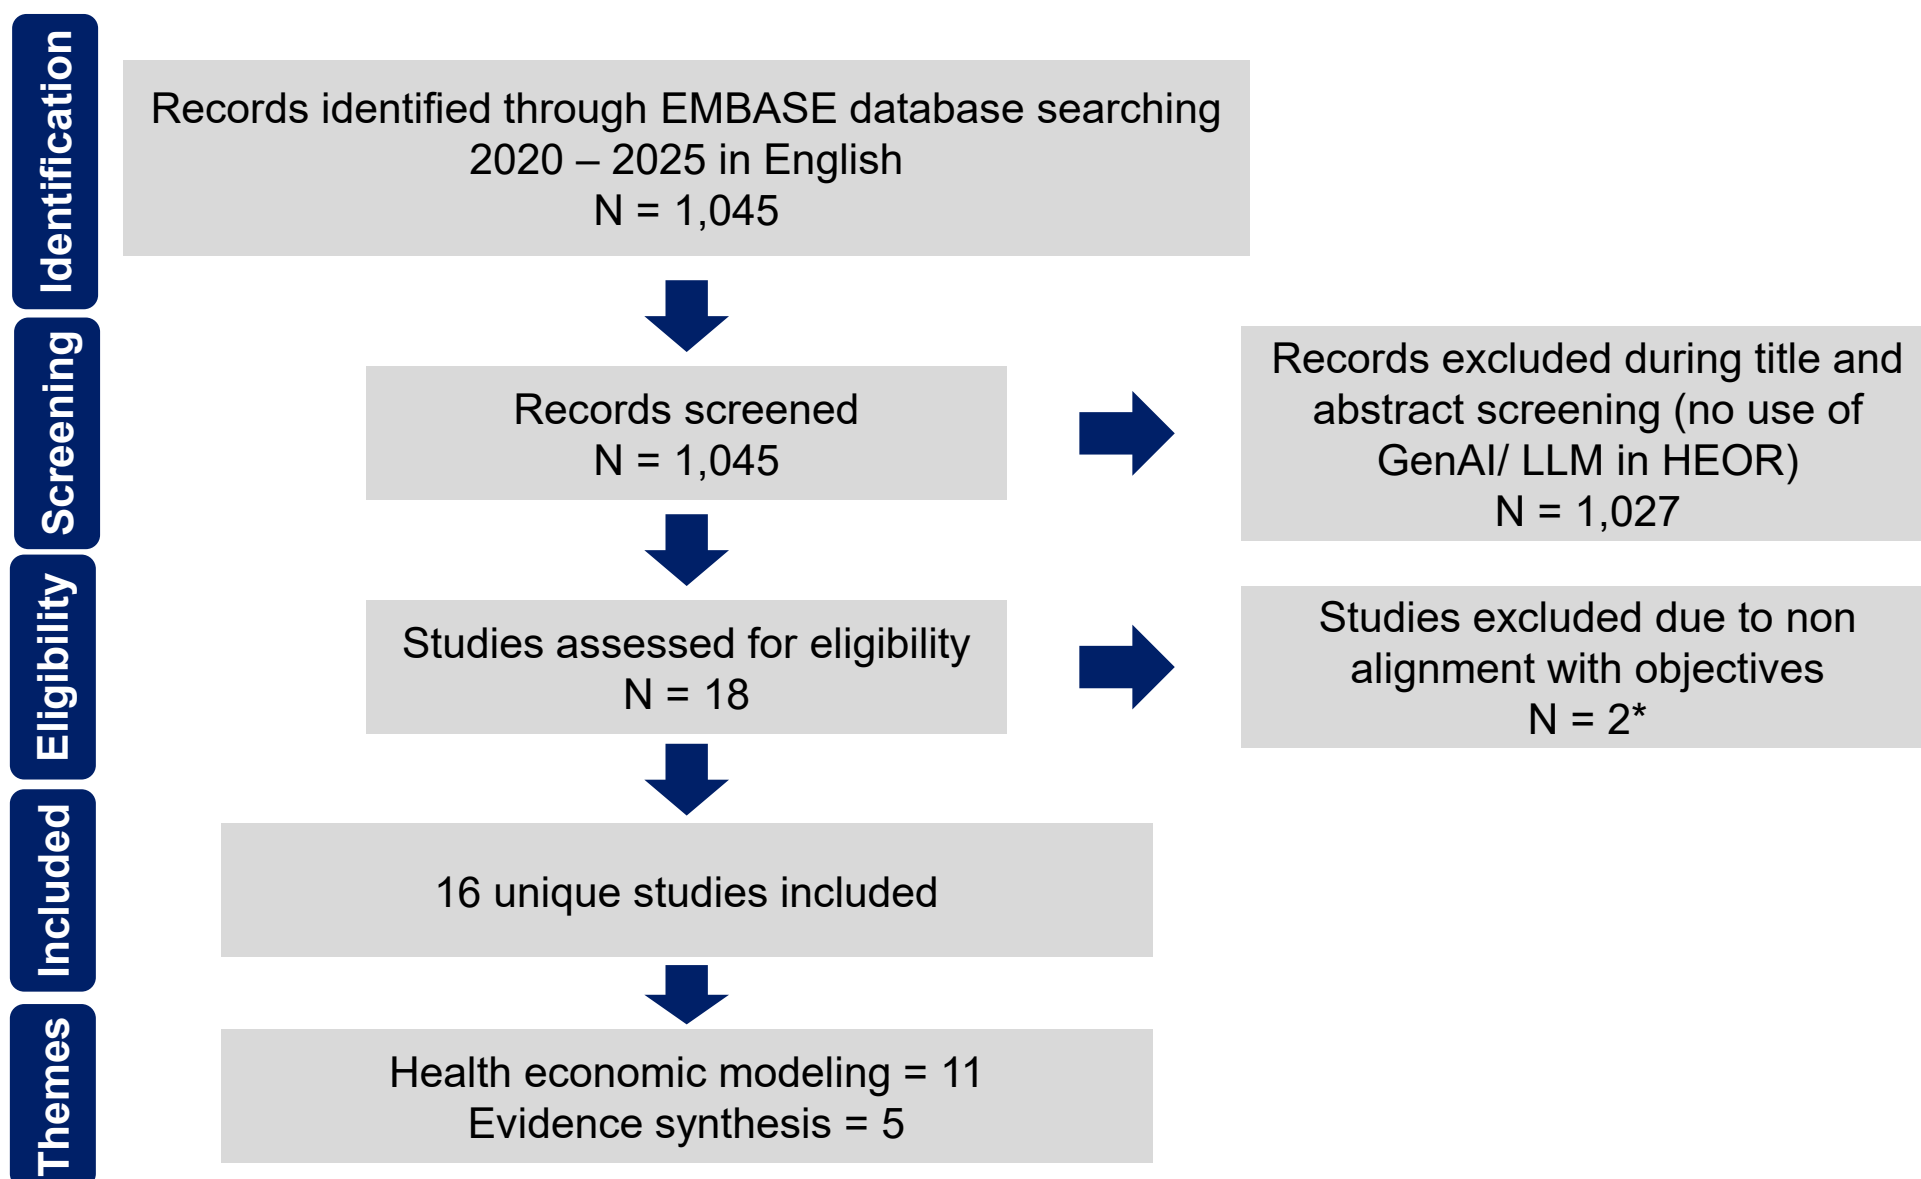 Identification
Records identified through EMBASE database searching
2020 – 2025 in English
N = 1,045
Screening
Records screened
N = 1,045
Records excluded during title and
abstract screening (no use of
GenAI/ LLM in HEOR)
N = 1,027
Eligibility
Studies assessed for eligibility
N = 18
Studies excluded due to non
alignment with objectives
N = 2*
Included
16 unique studies included
Themes
Health economic modeling = 11
Evidence synthesis = 5